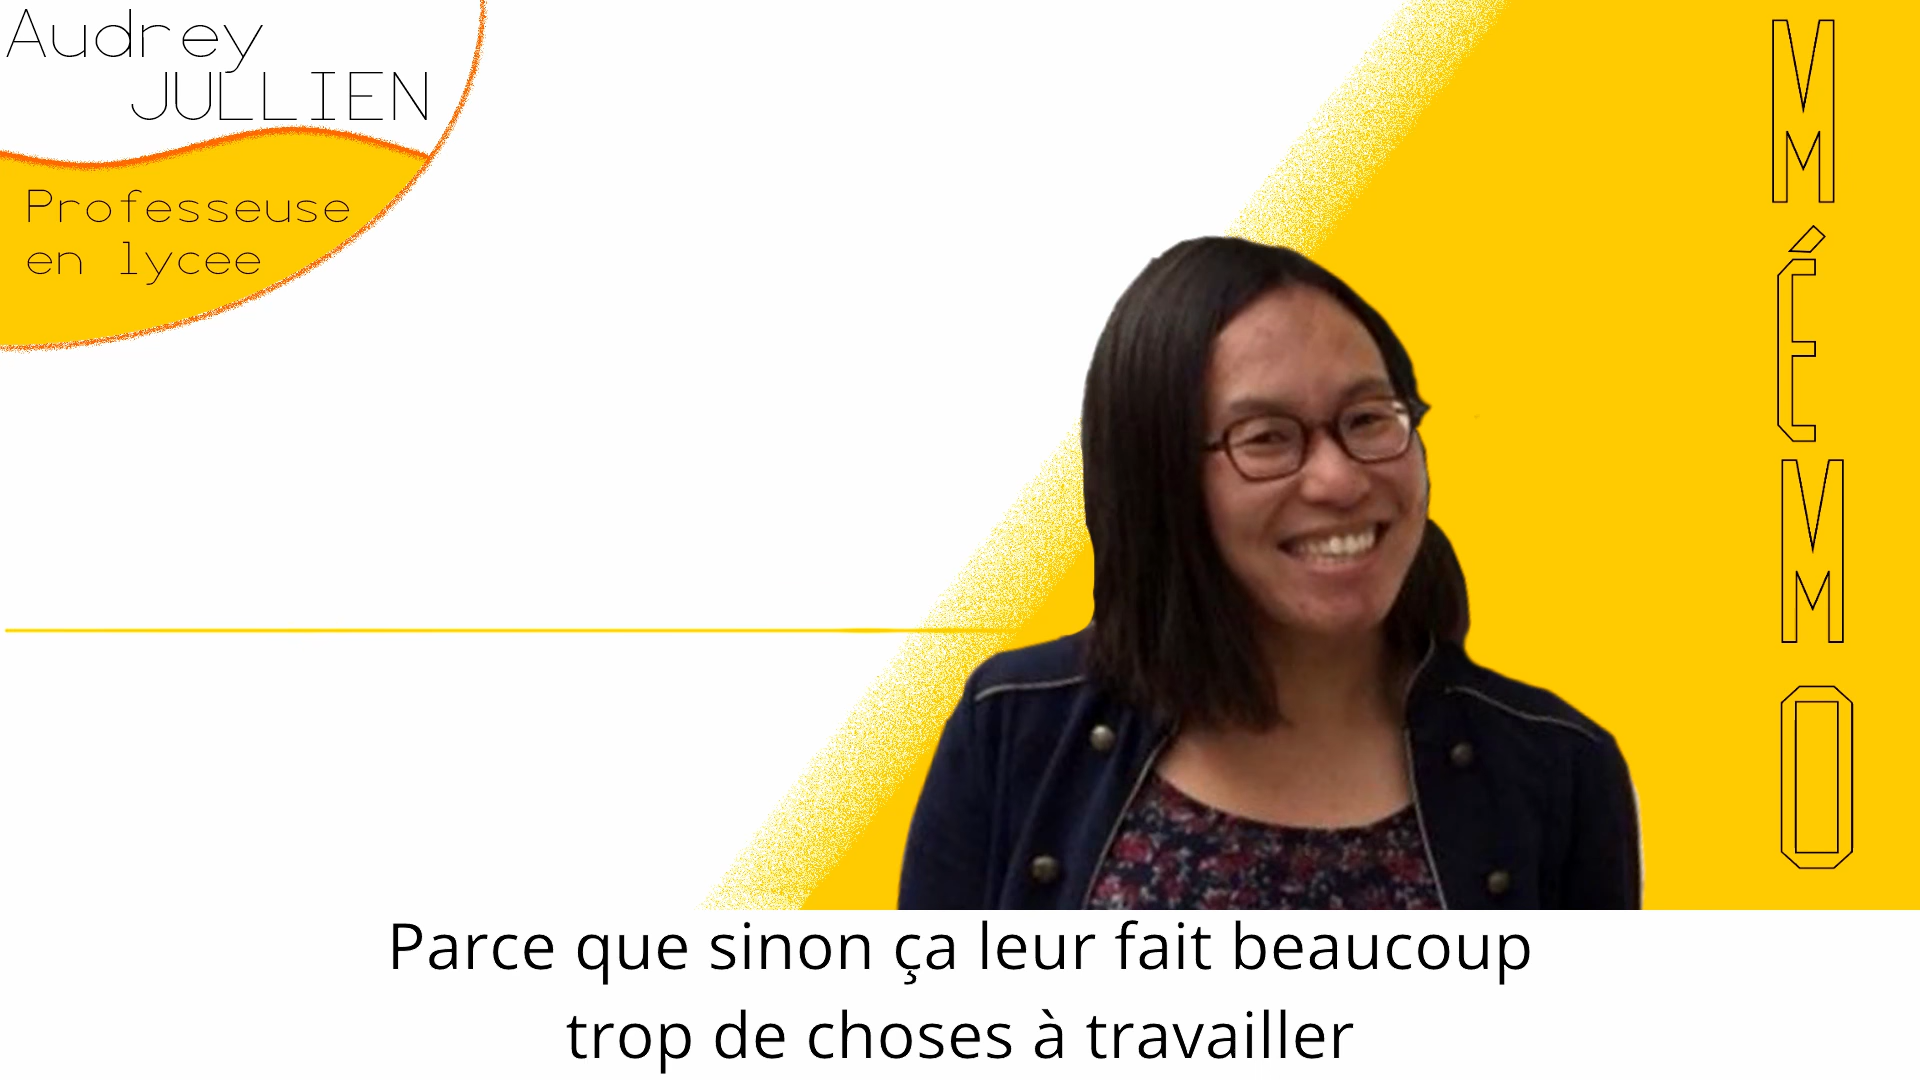 Audrey
JULLIEN
Professeuse
en lycee
MÉMO
Parce que sinon ça leur fait beaucoup
trop de choses à travailler